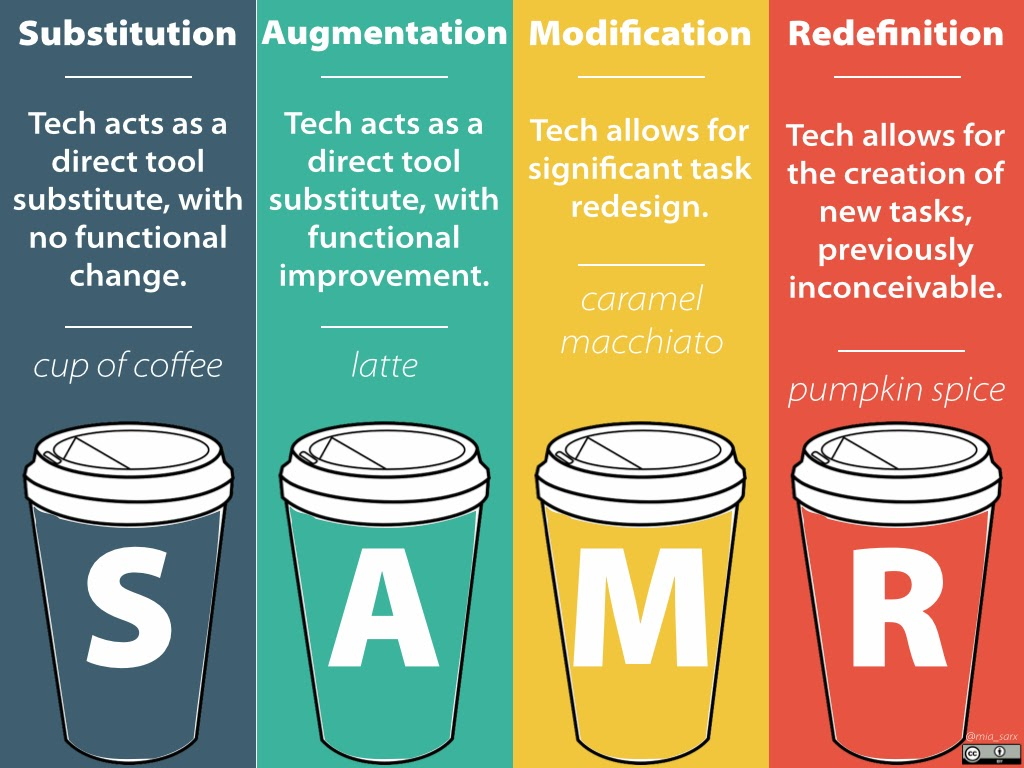 Substitution
Tech acts as a
direct tool
substitute, with
no functional
change.
cup of coffee
S
Augmentation
Tech acts as a
direct tool
substitute, with
functional
improvement.
latte
A
Modification
Tech allows for
significant task
redesign.
caramel
macchiato
M
Redefinition
Tech allows for
the creation of
new tasks,
previously
inconceivable.
pumpkin spice
R
@mia_sarx
cc
BY